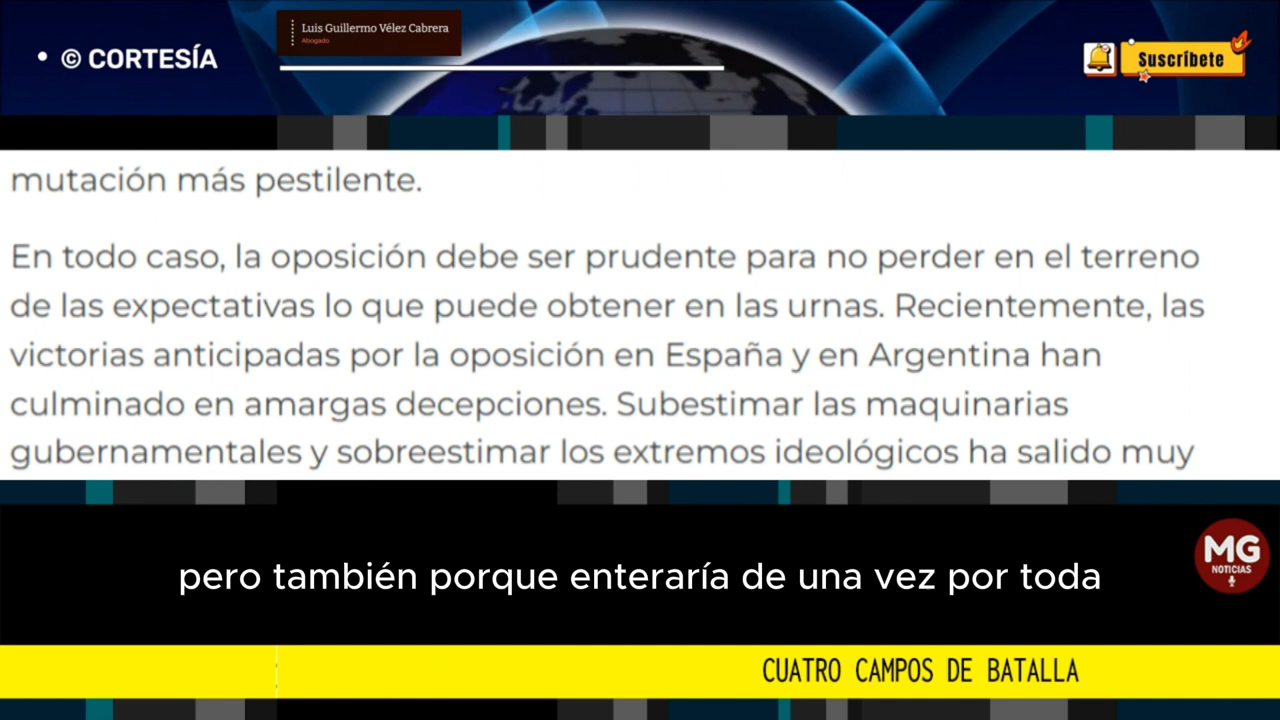 • © CORTESÍA
Luis Guillermo Vélez Cabrera
Abogado
Suscríbete
mutación más pestilente.
En todo caso, la oposición debe ser prudente para no perder en el terreno
de las expectativas lo que puede obtener en las urnas. Recientemente, las
victorias anticipadas por la oposición en España y en Argentina han
culminado en amargas decepciones. Subestimar las maquinarias
gubernamentales y sobreestimar los extremos ideológicos ha salido muy
pero también porque enteraría de una vez por toda
MG
NOTICIAS
CUATRO CAMPOS DE BATALLA